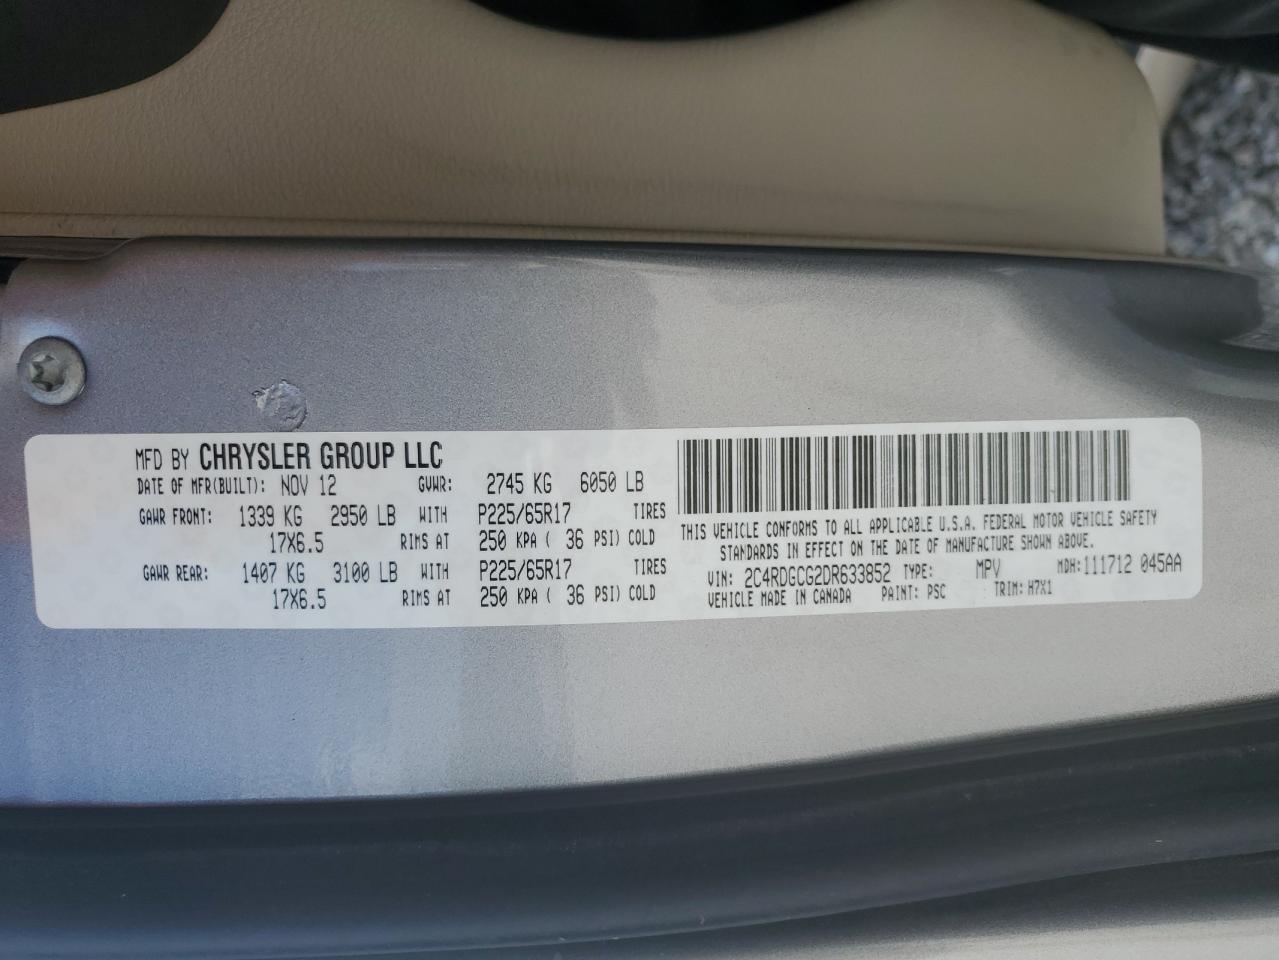 MFD BY CHRYSLER GROUP LLC
DATE OF MFR(BUILT): NOV 12 GVWR: 2745 KG 6050 LB
GAWR FRONT: 1339 KG 2950 LB WITH P225/65R17 TIRES
17X6.5 RIMS AT 250 KPA ( 36 PSI) COLD
GAWR REAR: 1407 KG 3100 LB WITH P225/65R17 TIRES
17X6.5 RIMS AT 250 KPA ( 36 PSI) COLD
THIS VEHICLE CONFORMS TO ALL APPLICABLE U.S.A. FEDERAL MOTOR VEHICLE SAFETY
STANDARDS IN EFFECT ON THE DATE OF MANUFACTURE SHOWN ABOVE.
VIN: 2C4RDGCG2DR633852 TYPE: MPV MDH:111712 045AA
VEHICLE MADE IN CANADA PAINT: PSC TRIM: H7X1